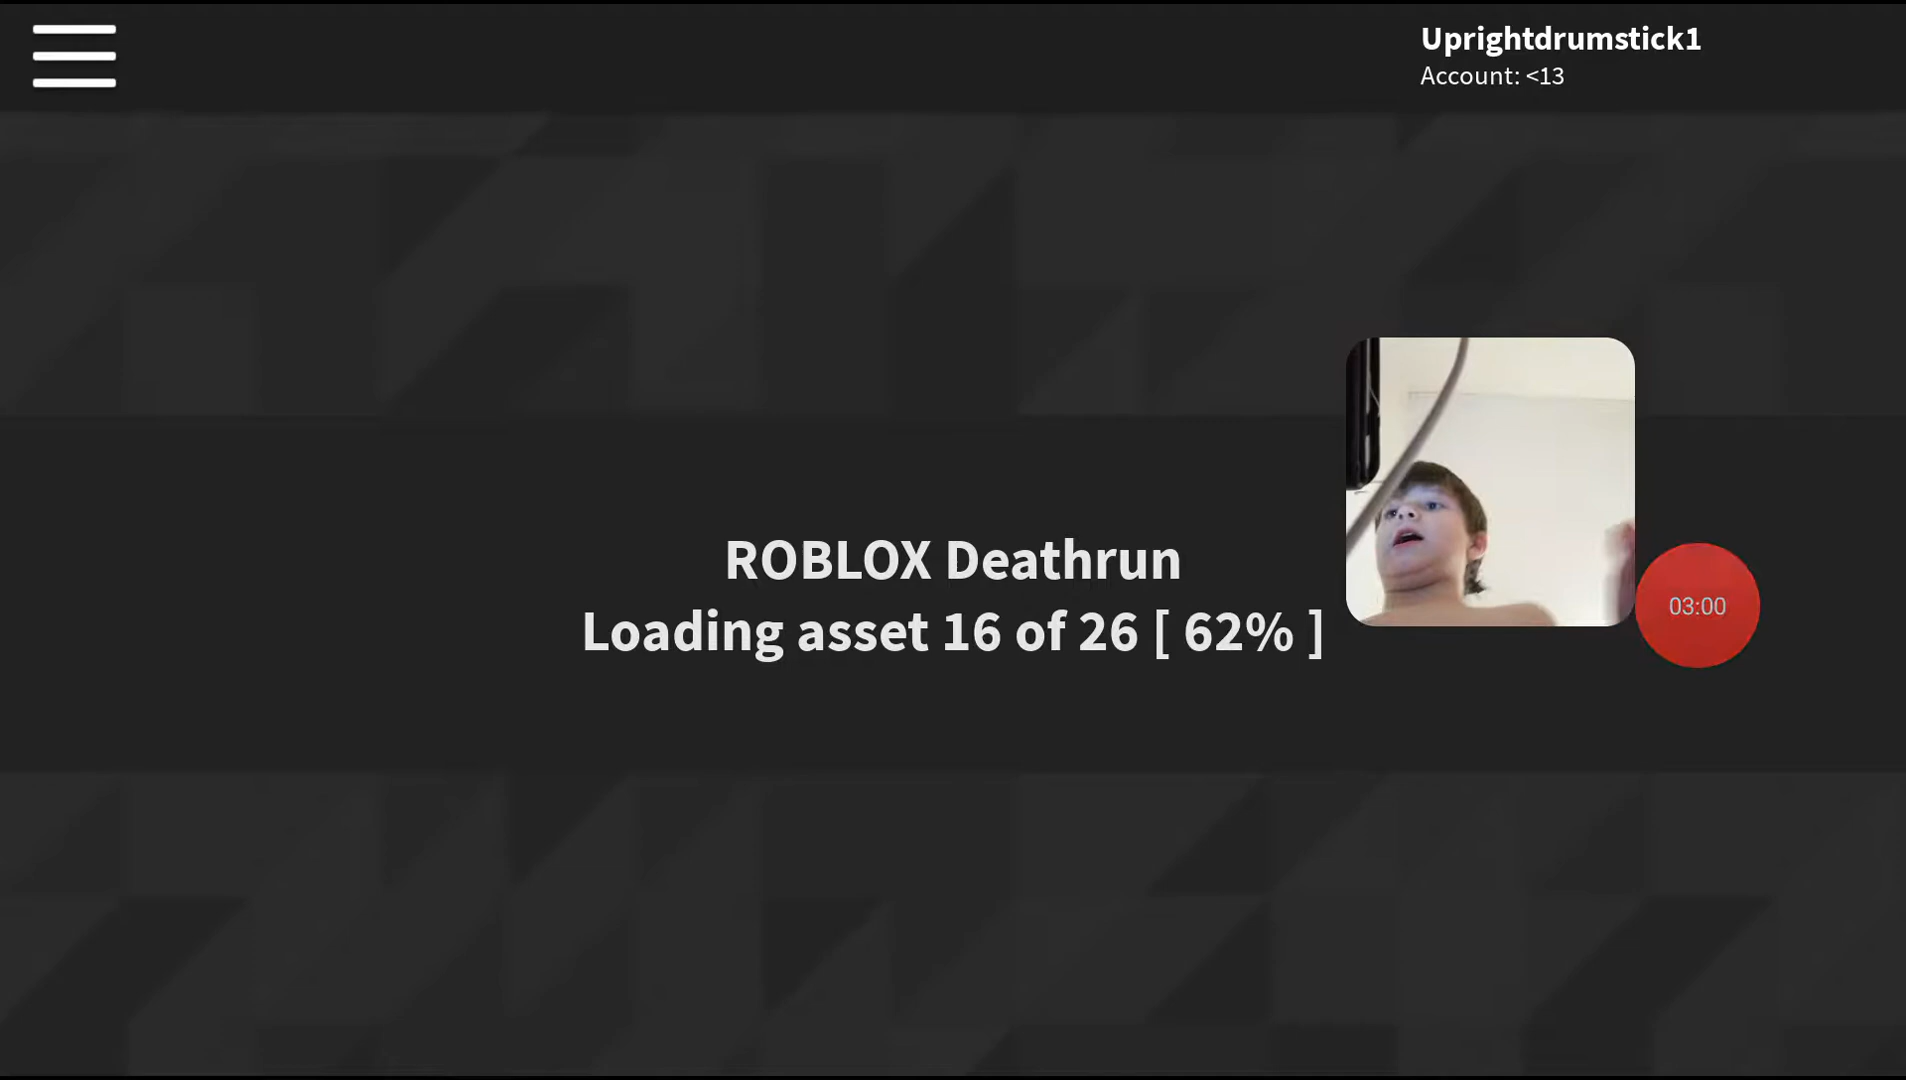 Uprightdrumstick1
Account: <13
ROBLOX Deathrun
Loading asset 16 of 26 [ 62% ]
03:00